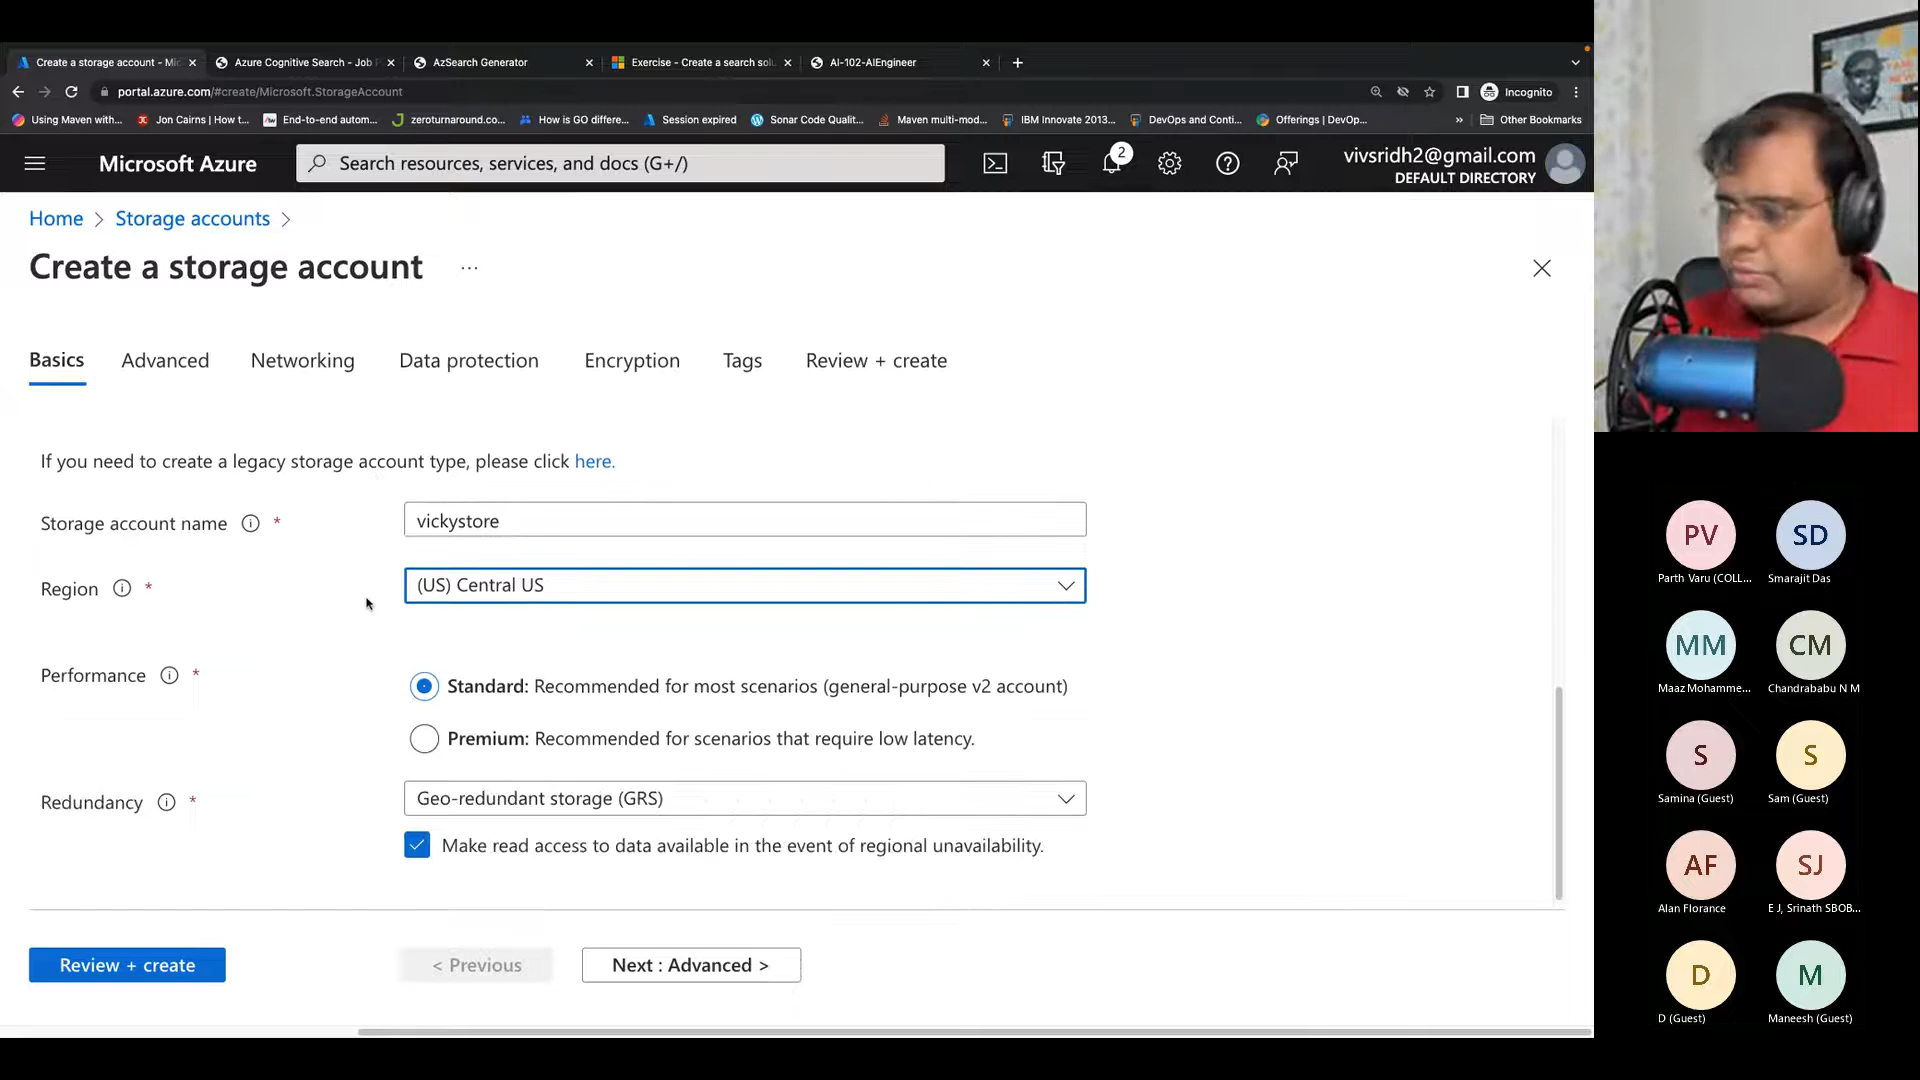 Create a storage account - Mi
Azure Cognitive Search - Job
AzSearch Generator
Exercise - Create a search solu
AI-102-AIEngineer
portal.azure.com/#create/Microsoft.StorageAccount
Incognito
Using Maven with...
Jon Cairns | How t...
End-to-end autom...
zeroturnaround.co...
How is GO differe...
Session expired
Sonar Code Qualit...
Maven multi-mod...
IBM Innovate 2013...
DevOps and Conti...
Offerings | DevOp...
»
Other Bookmarks
Microsoft Azure
Search resources, services, and docs (G+/)
2
vivsridh2@gmail.com
DEFAULT DIRECTORY
Home > Storage accounts >
Create a storage account ...
Basics
Advanced
Networking
Data protection
Encryption
Tags
Review + create
If you need to create a legacy storage account type, please click here.
Storage account name *
vickystore
Region *
(US) Central US
Performance *
Standard: Recommended for most scenarios (general-purpose v2 account)
Premium: Recommended for scenarios that require low latency.
Redundancy *
Geo-redundant storage (GRS)
Make read access to data available in the event of regional unavailability.
Review + create
< Previous
Next : Advanced >
PV
Parth Varu (COLL...
SD
Smarajit Das
MM
Maaz Mohamme...
CM
Chandrababu N M
S
Samina (Guest)
S
Sam (Guest)
AF
Alan Florance
SJ
E J, Srinath SBOB...
D
D (Guest)
M
Maneesh (Guest)